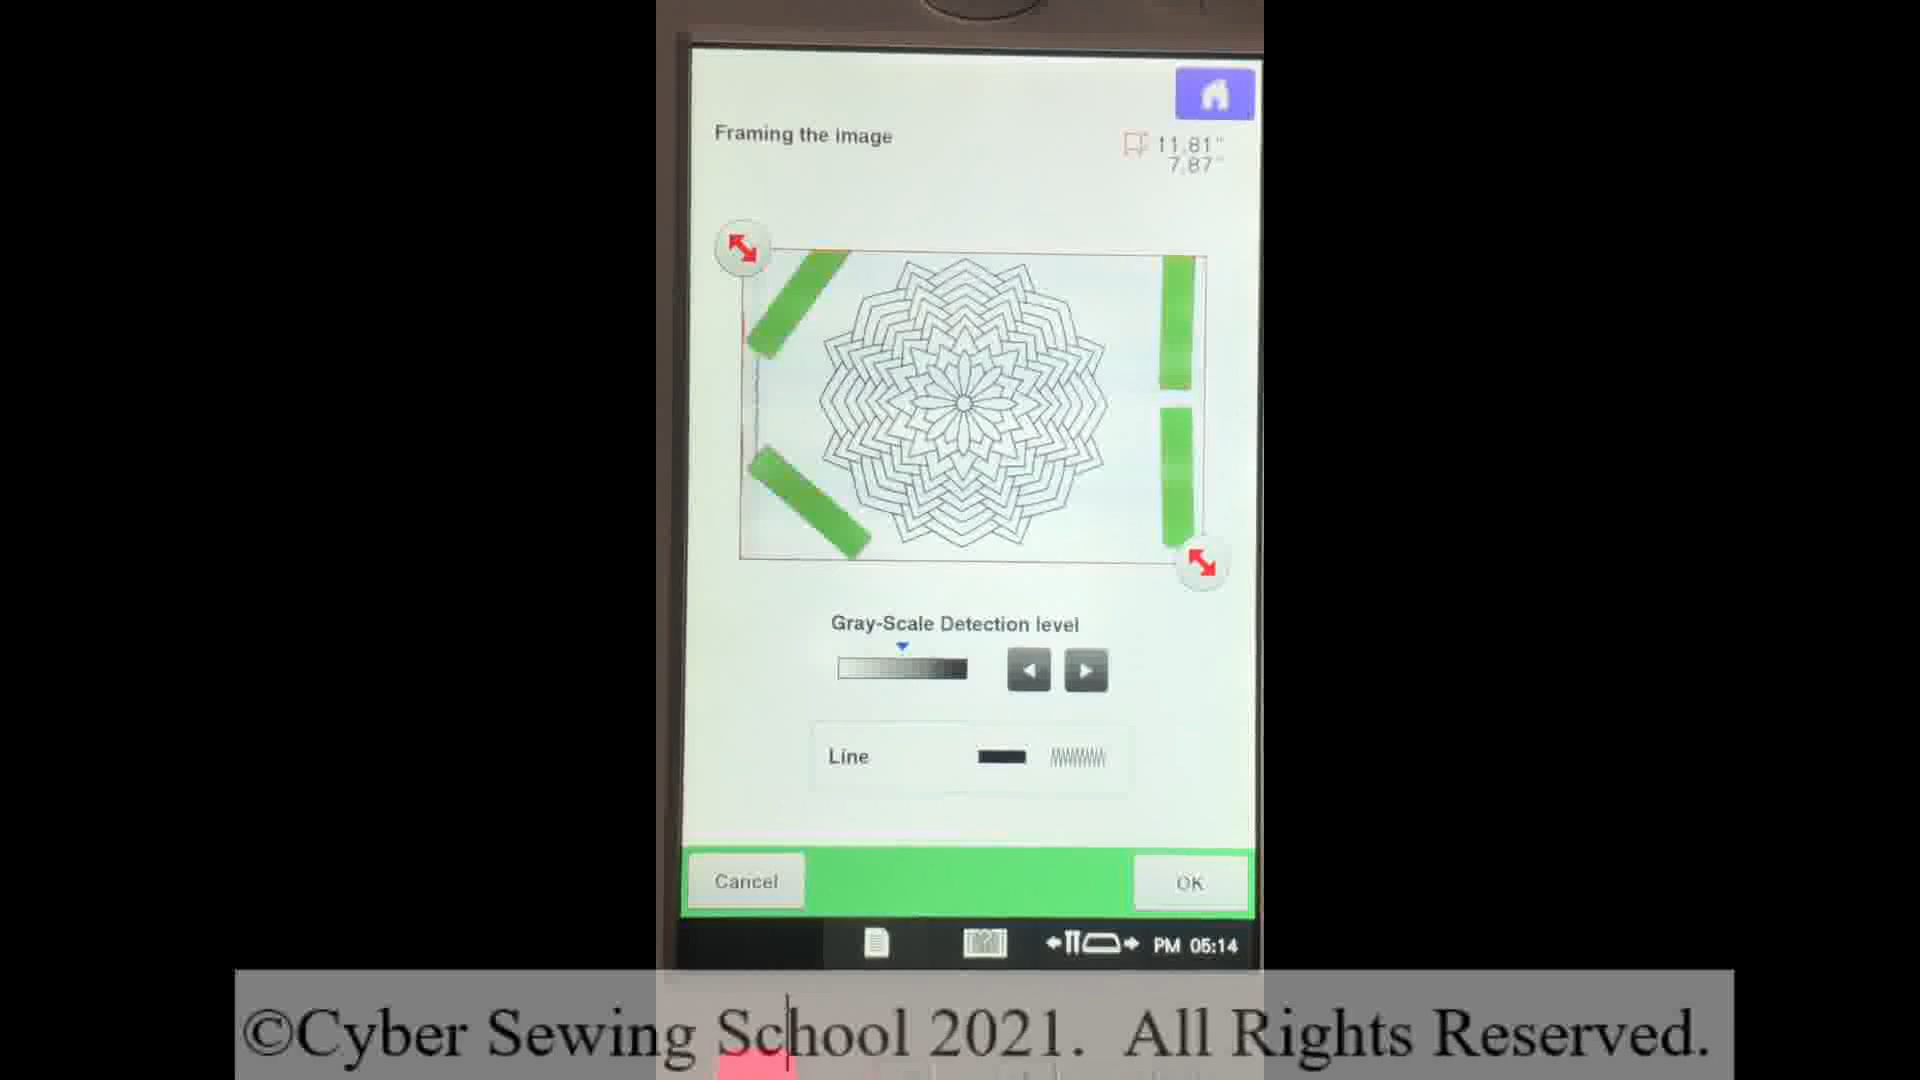 Framing the image
11.81"
7.87"
Gray-Scale Detection level
Line
Cancel
OK
PM 05:14
©Cyber Sewing School 2021. All Rights Reserved.